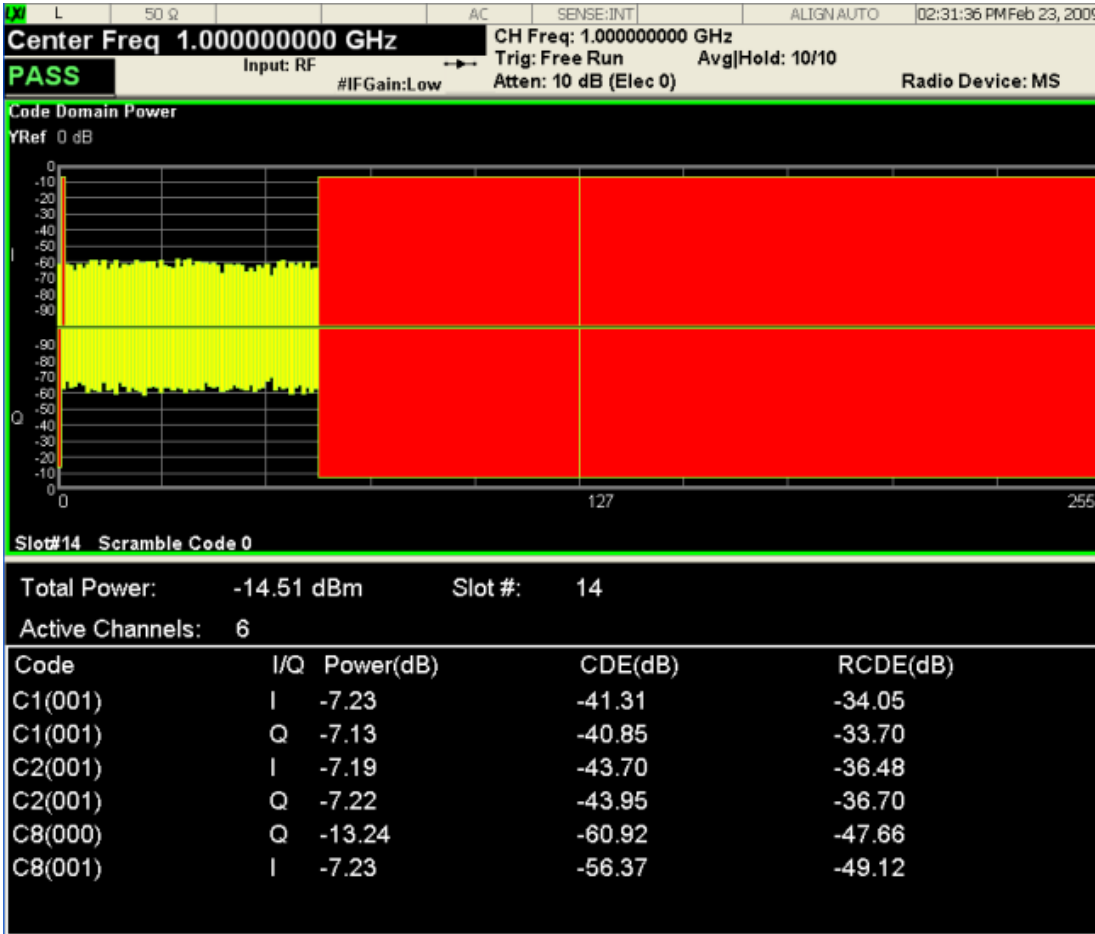 LXI L 50 Ω AC SENSE:INT ALIGN AUTO 02:31:36 PM Feb 23, 2009
Center Freq 1.000000000 GHz
CH Freq: 1.000000000 GHz
Input: RF Trig: Free Run Avg|Hold: 10/10
PASS #IFGain:Low Atten: 10 dB (Elec 0) Radio Device: MS
Code Domain Power
YRef 0 dB
0
-10
-20
-30
-40
-50
I -60
-70
-80
-90
-90
-80
-70
-60
-50
Q -40
-30
-20
-10
0
0 127 255
Slot#14 Scramble Code 0
Total Power: -14.51 dBm Slot #: 14
Active Channels: 6
Code I/Q Power(dB) CDE(dB) RCDE(dB)
C1(001) I -7.23 -41.31 -34.05
C1(001) Q -7.13 -40.85 -33.70
C2(001) I -7.19 -43.70 -36.48
C2(001) Q -7.22 -43.95 -36.70
C8(000) Q -13.24 -60.92 -47.66
C8(001) I -7.23 -56.37 -49.12